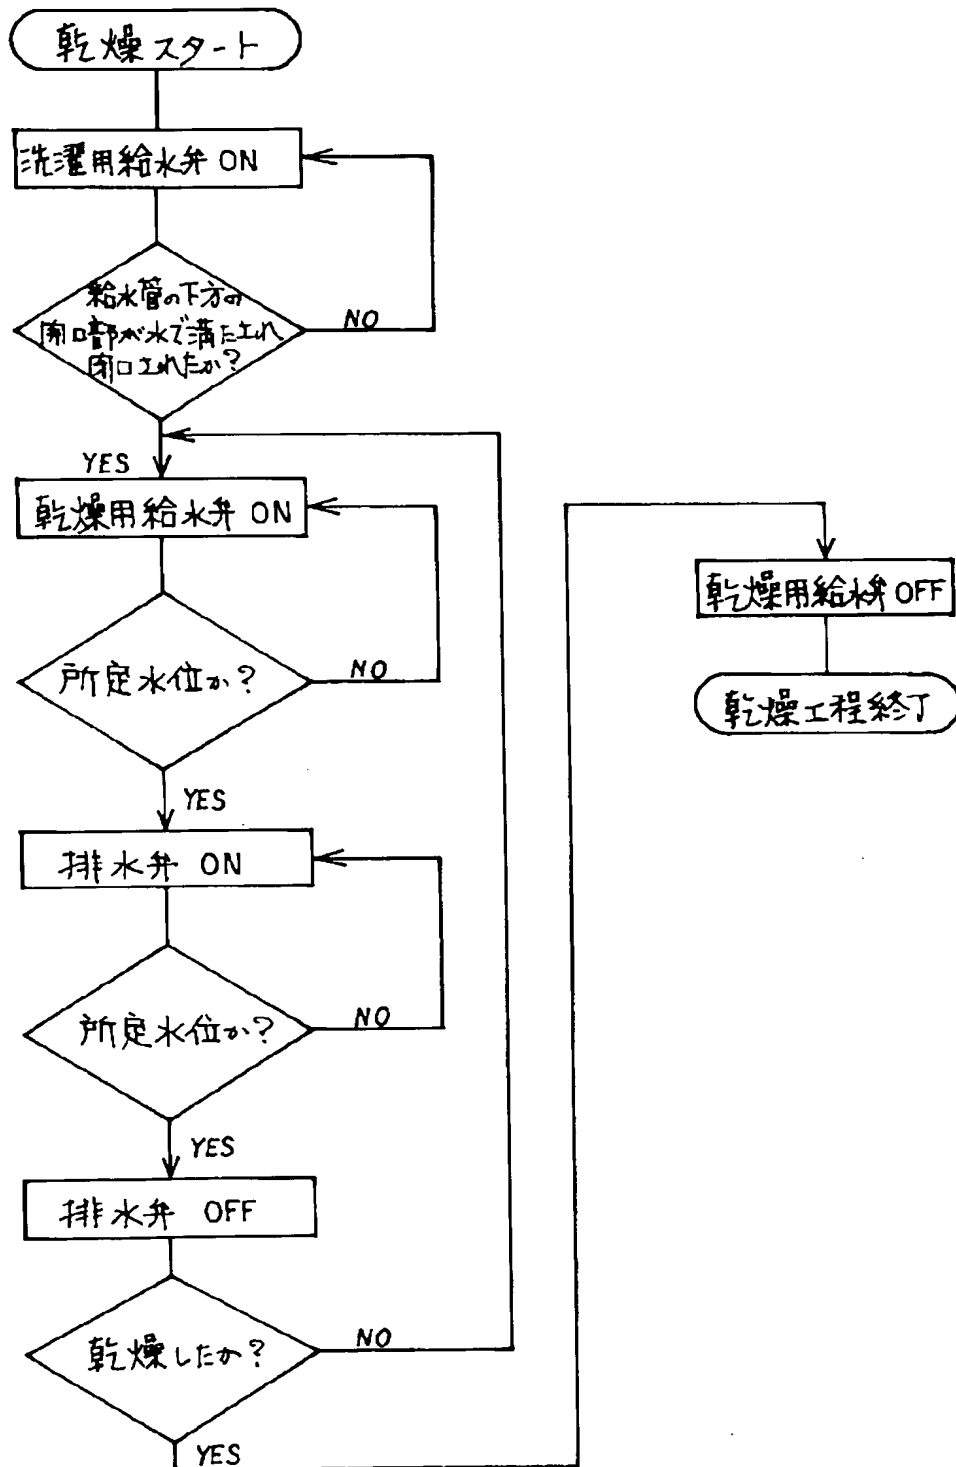 乾燥スタート
洗濯用給水弁 ON
給水管の下方の
開口部が水で満たされ
閉口されたか?
NO
YES
乾燥用給水弁 ON
所定水位か?
NO
YES
排水弁 ON
所定水位か?
NO
YES
排水弁 OFF
乾燥したか?
NO
YES
乾燥用給水弁 OFF
乾燥工程終了